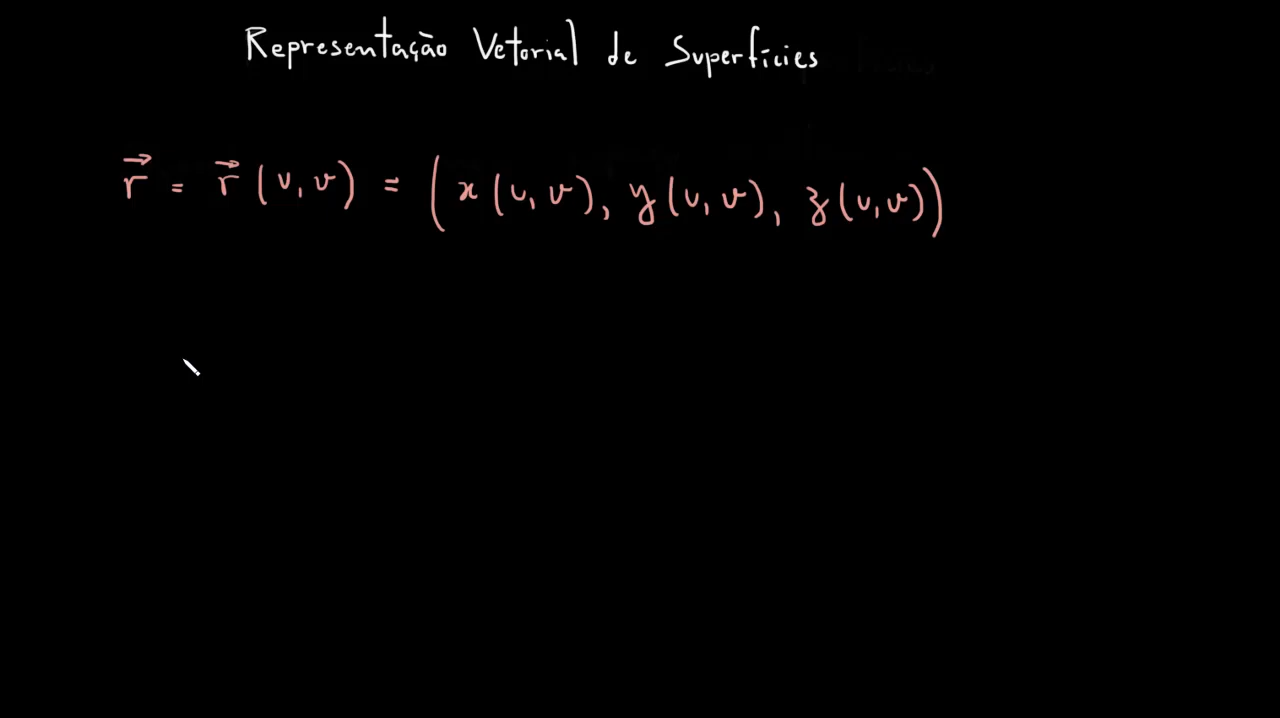 Representação Vetorial de Superfícies
r⃗ = r⃗(u,v) = (x(u,v), y(u,v), z(u,v))